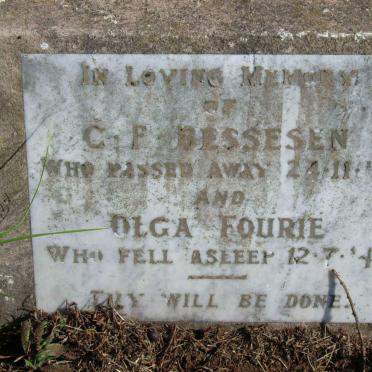 IN LOVING MEMORY
OF
C. F. BESSESEN
WHO PASSED AWAY 24·11·
AND
OLGA FOURIE
WHO FELL ASLEEP 12·7·
THY WILL BE DONE.